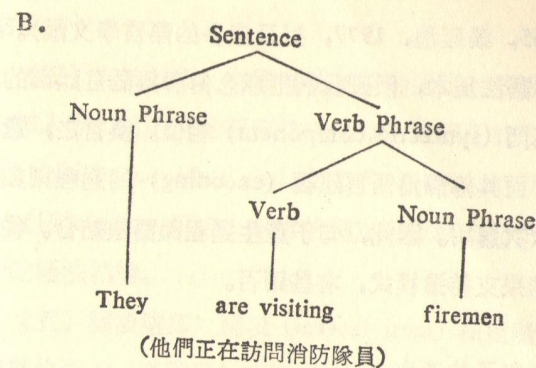 B.
Sentence
Noun Phrase Verb Phrase
Verb Noun Phrase
They are visiting firemen
(他們正在訪問消防隊員)